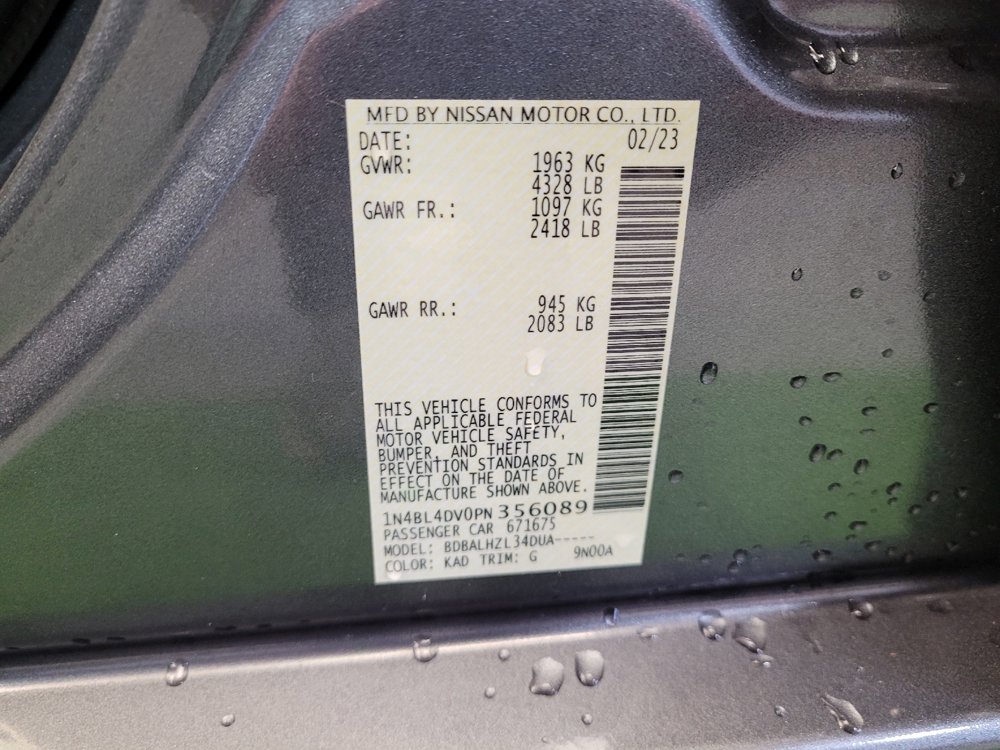 MFD BY NISSAN MOTOR CO., LTD.
DATE: 02/23
GVWR: 1963 KG
4328 LB
GAWR FR.: 1097 KG
2418 LB
GAWR RR.: 945 KG
2083 LB
THIS VEHICLE CONFORMS TO
ALL APPLICABLE FEDERAL
MOTOR VEHICLE SAFETY,
BUMPER, AND THEFT
PREVENTION STANDARDS IN
EFFECT ON THE DATE OF
MANUFACTURE SHOWN ABOVE.
1N4BL4DV0PN356089
PASSENGER CAR 671675
MODEL: BDBALHZL34DUA-----
COLOR: KAD TRIM: G 9N00A